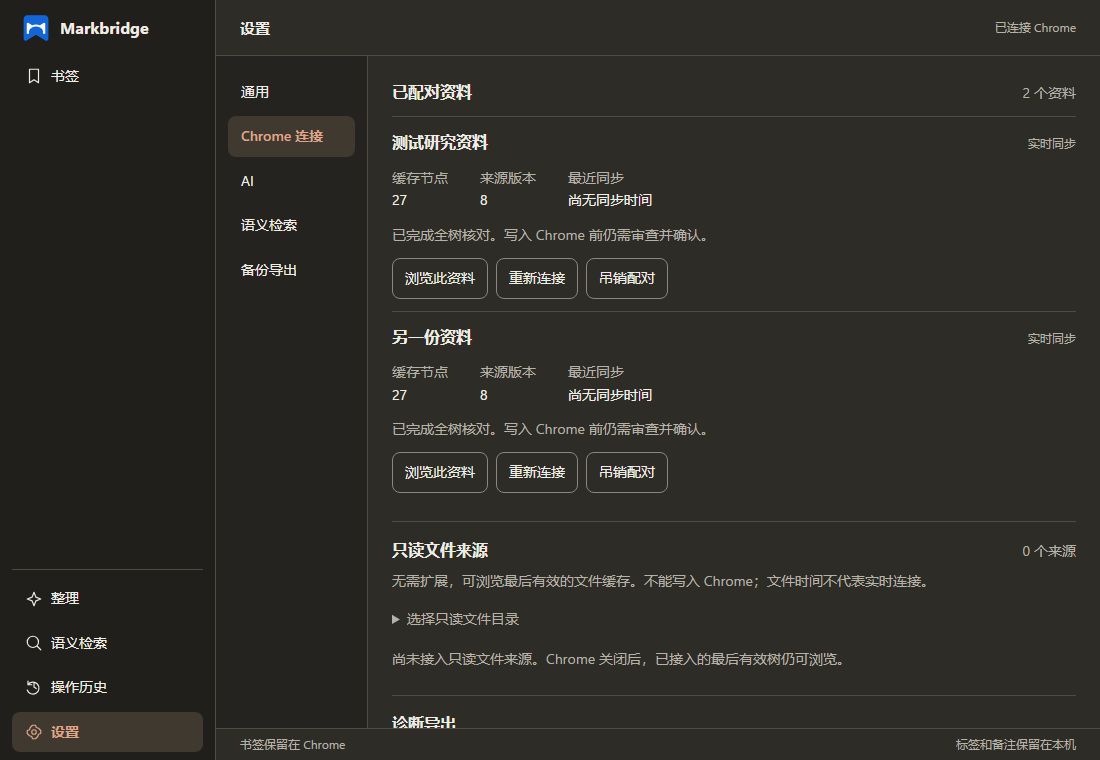 Markbridge
书签
整理
语义检索
操作历史
设置
设置
已连接 Chrome
通用
Chrome 连接
AI
语义检索
备份导出
已配对资料
2 个资料
测试研究资料
实时同步
缓存节点 来源版本 最近同步
27 8 尚无同步时间
已完成全树核对。写入 Chrome 前仍需审查并确认。
浏览此资料 重新连接 吊销配对
另一份资料
实时同步
缓存节点 来源版本 最近同步
27 8 尚无同步时间
已完成全树核对。写入 Chrome 前仍需审查并确认。
浏览此资料 重新连接 吊销配对
只读文件来源
0 个来源
无需扩展，可浏览最后有效的文件缓存。不能写入 Chrome；文件时间不代表实时连接。
选择只读文件目录
尚未接入只读文件来源。Chrome 关闭后，已接入的最后有效树仍可浏览。
诊断导出
书签保留在 Chrome
标签和备注保留在本机